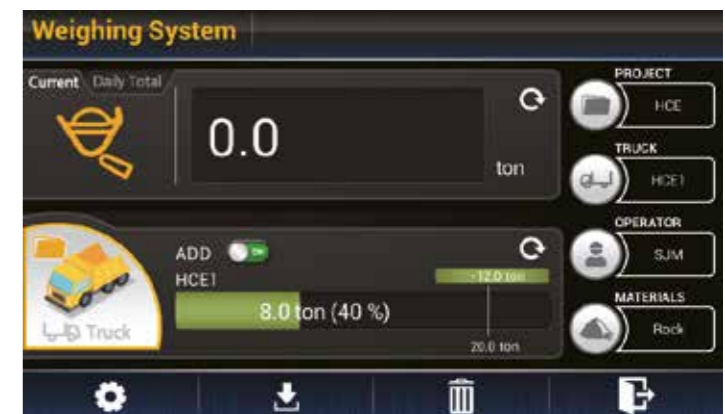 Weighing System
Current Daily Total
0.0
ton
PROJECT
HCE
TRUCK
HCE1
OPERATOR
SJM
MATERIALS
Rock
ADD ON
HCE1
-12.0 ton
8.0 ton (40 %)
20.0 ton
Truck